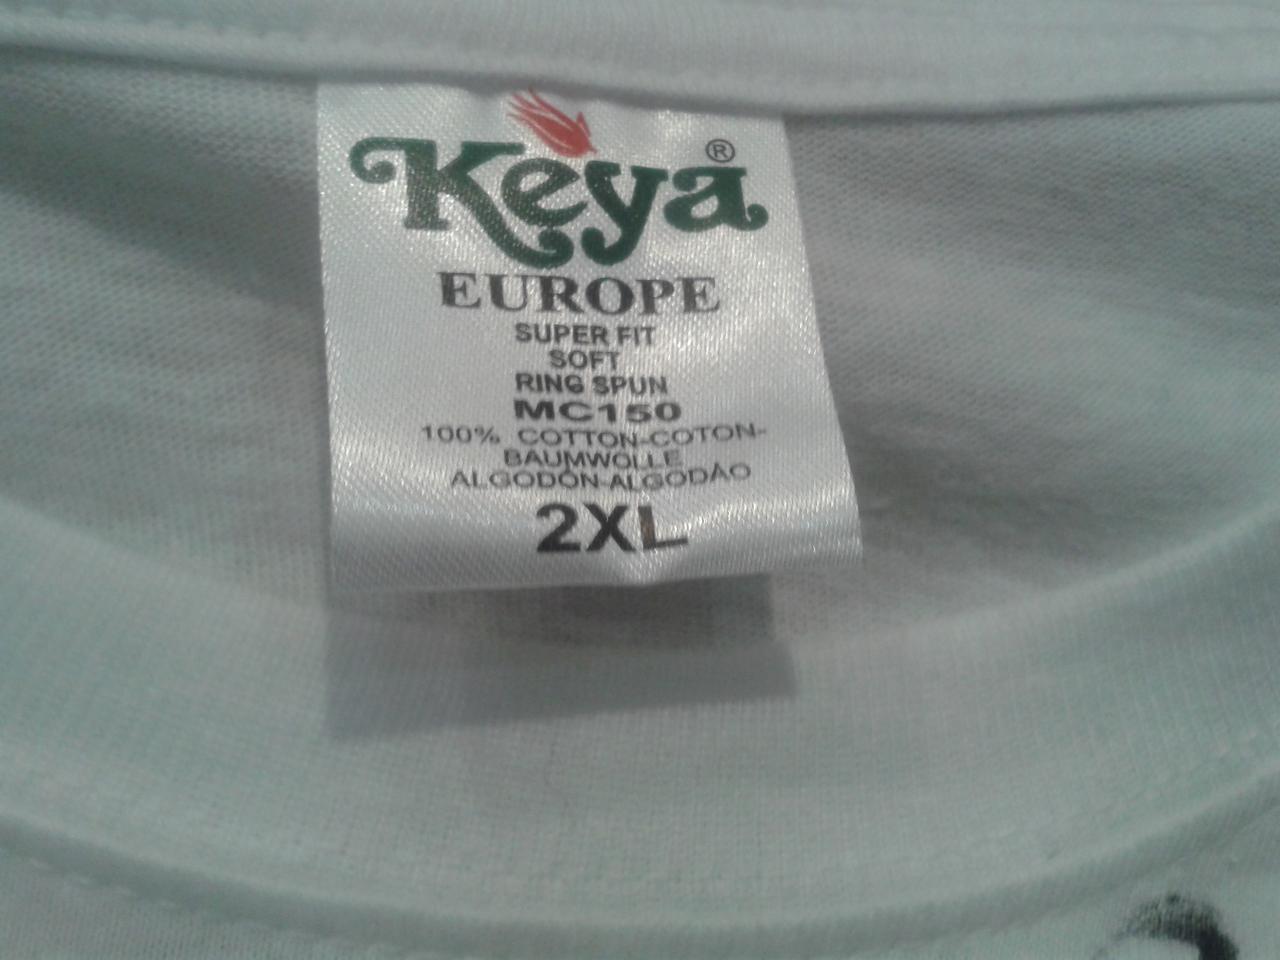 Keya®
EUROPE
SUPER FIT
SOFT
RING SPUN
MC150
100% COTTON-COTON-
BAUMWOLLE
ALGODÓN-ALGODÃO
2XL